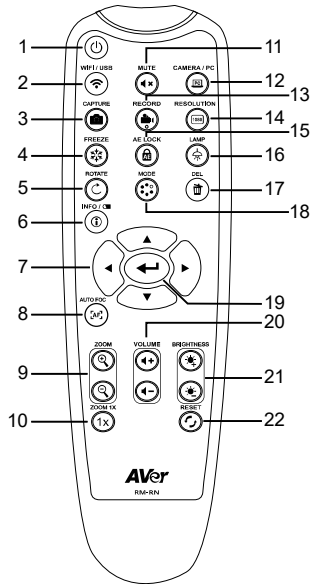 1
11
WIFI / USB
MUTE
CAMERA / PC
2
12
13
CAPTURE
RECORD
RESOLUTION
3
1080
14
15
FREEZE
AE LOCK
LAMP
4
AE
16
ROTATE
MODE
DEL
5
17
18
INFO /
6
7
AUTO FOC
19
8
AF
20
ZOOM
VOLUME
BRIGHTNESS
9
21
ZOOM 1X
RESET
10
1x
22
AVer
RM-RN